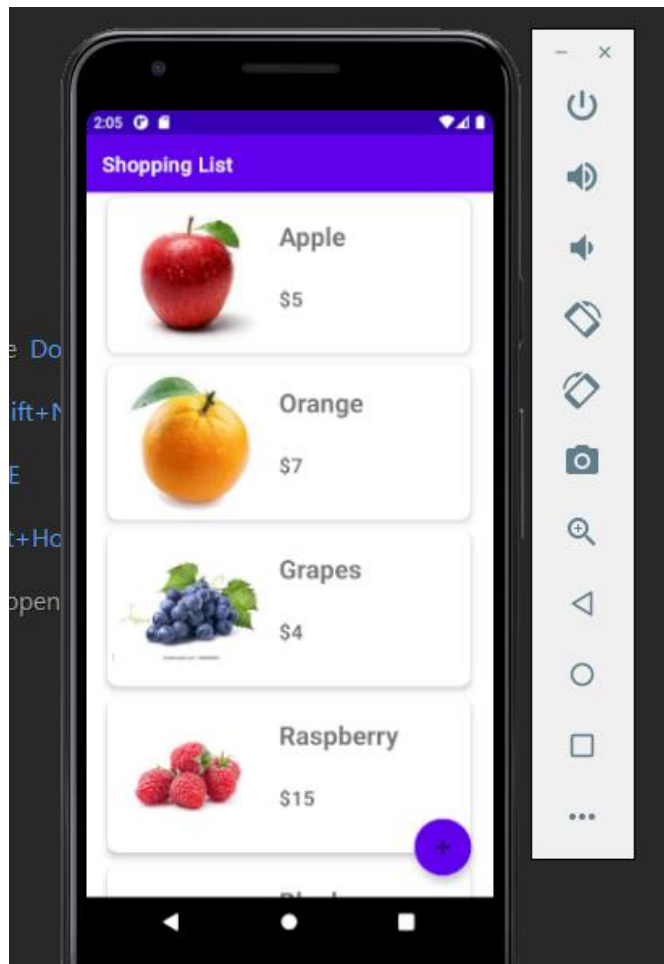 2:05
Shopping List
Apple
$5
Orange
$7
Grapes
$4
Raspberry
$15
+
Do
ift+N
E
t+Ho
open